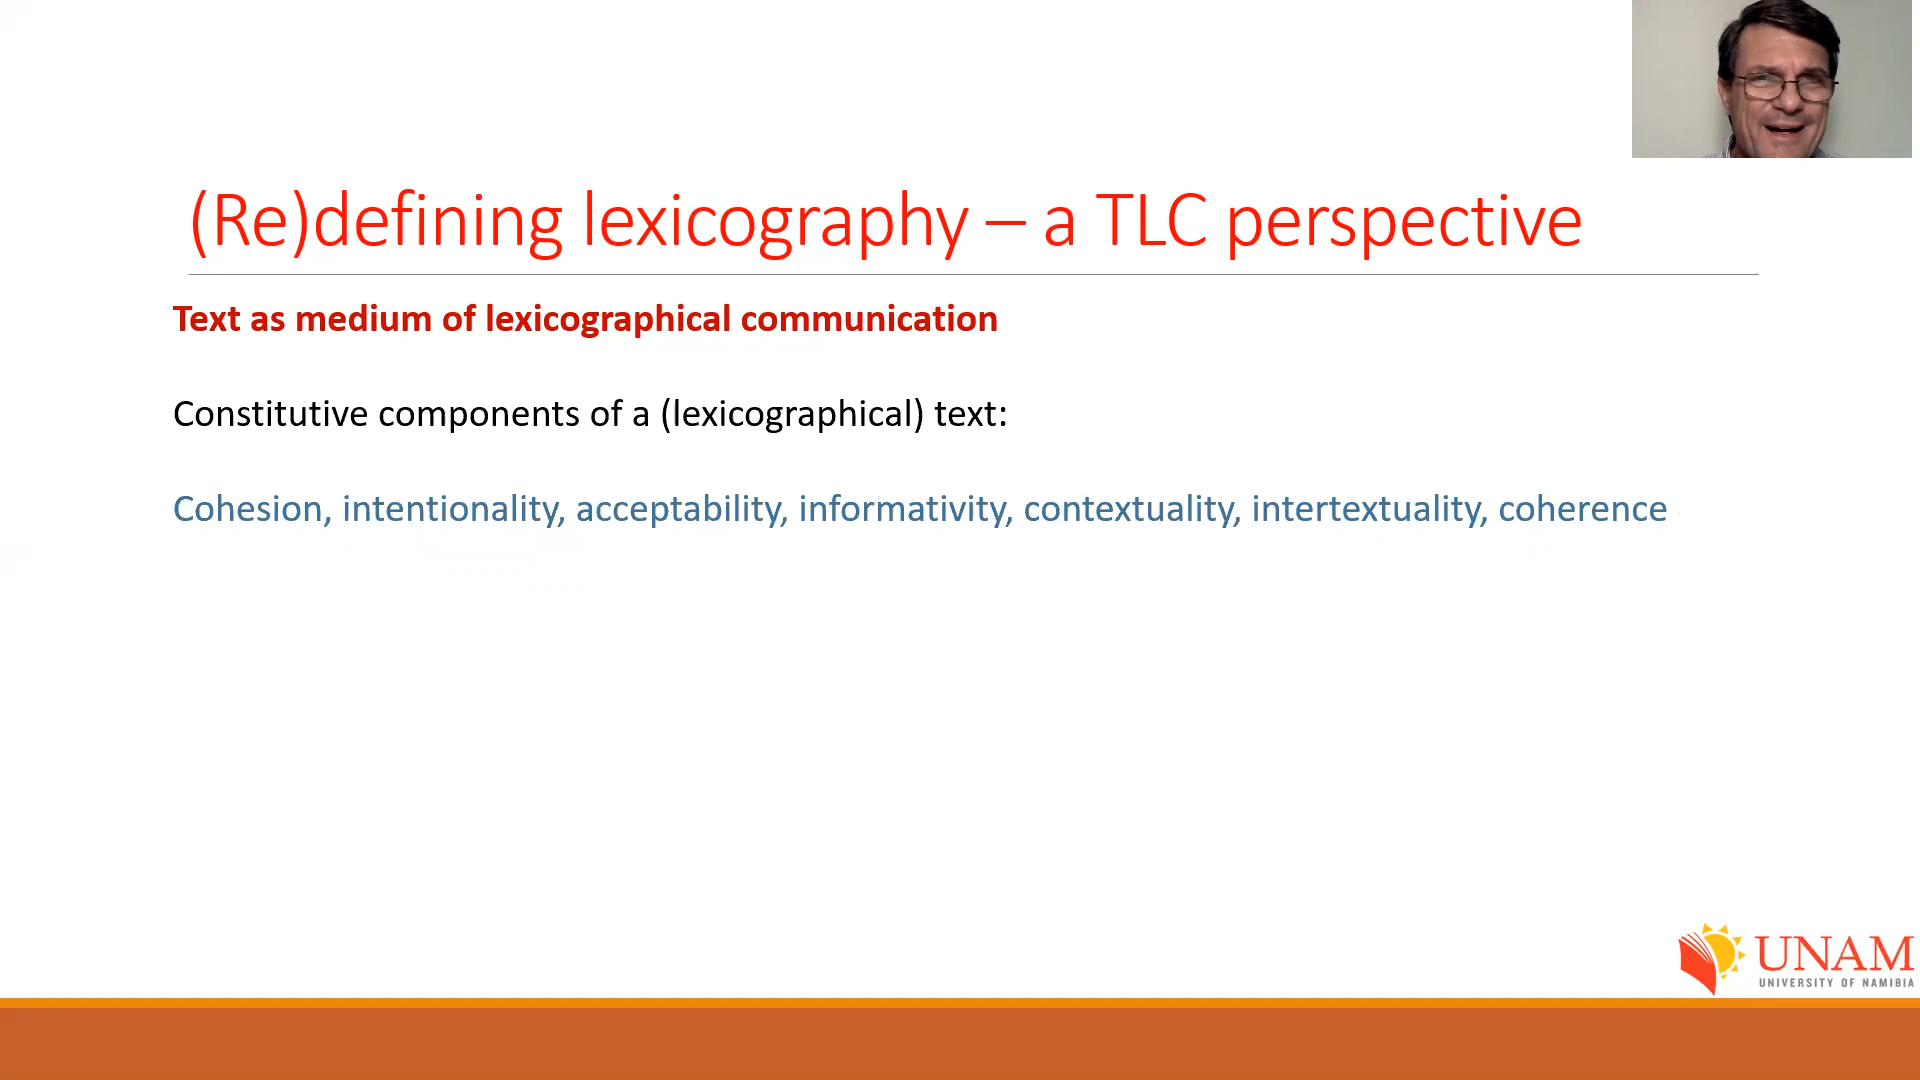 (Re)defining lexicography – a TLC perspective
Text as medium of lexicographical communication
Constitutive components of a (lexicographical) text:
Cohesion, intentionality, acceptability, informativity, contextuality, intertextuality, coherence
UNAM
UNIVERSITY OF NAMIBIA